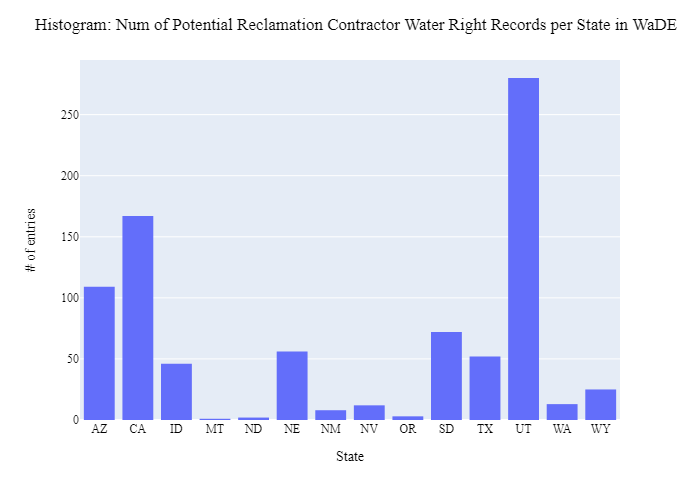 Histogram: Num of Potential Reclamation Contractor Water Right Records per State in WaDE
# of entries
250
200
150
100
50
0
AZ CA ID MT ND NE NM NV OR SD TX UT WA WY
State